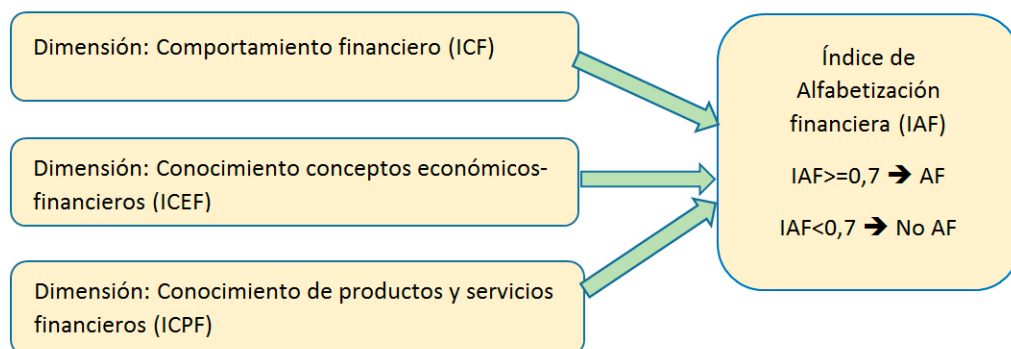 Dimensión: Comportamiento financiero (ICF)
Dimensión: Conocimiento conceptos económicos-
financieros (ICEF)
Dimensión: Conocimiento de productos y servicios
financieros (ICPF)
Índice de
Alfabetización
financiera (IAF)
IAF>=0,7 ➔ AF
IAF<0,7 ➔ No AF